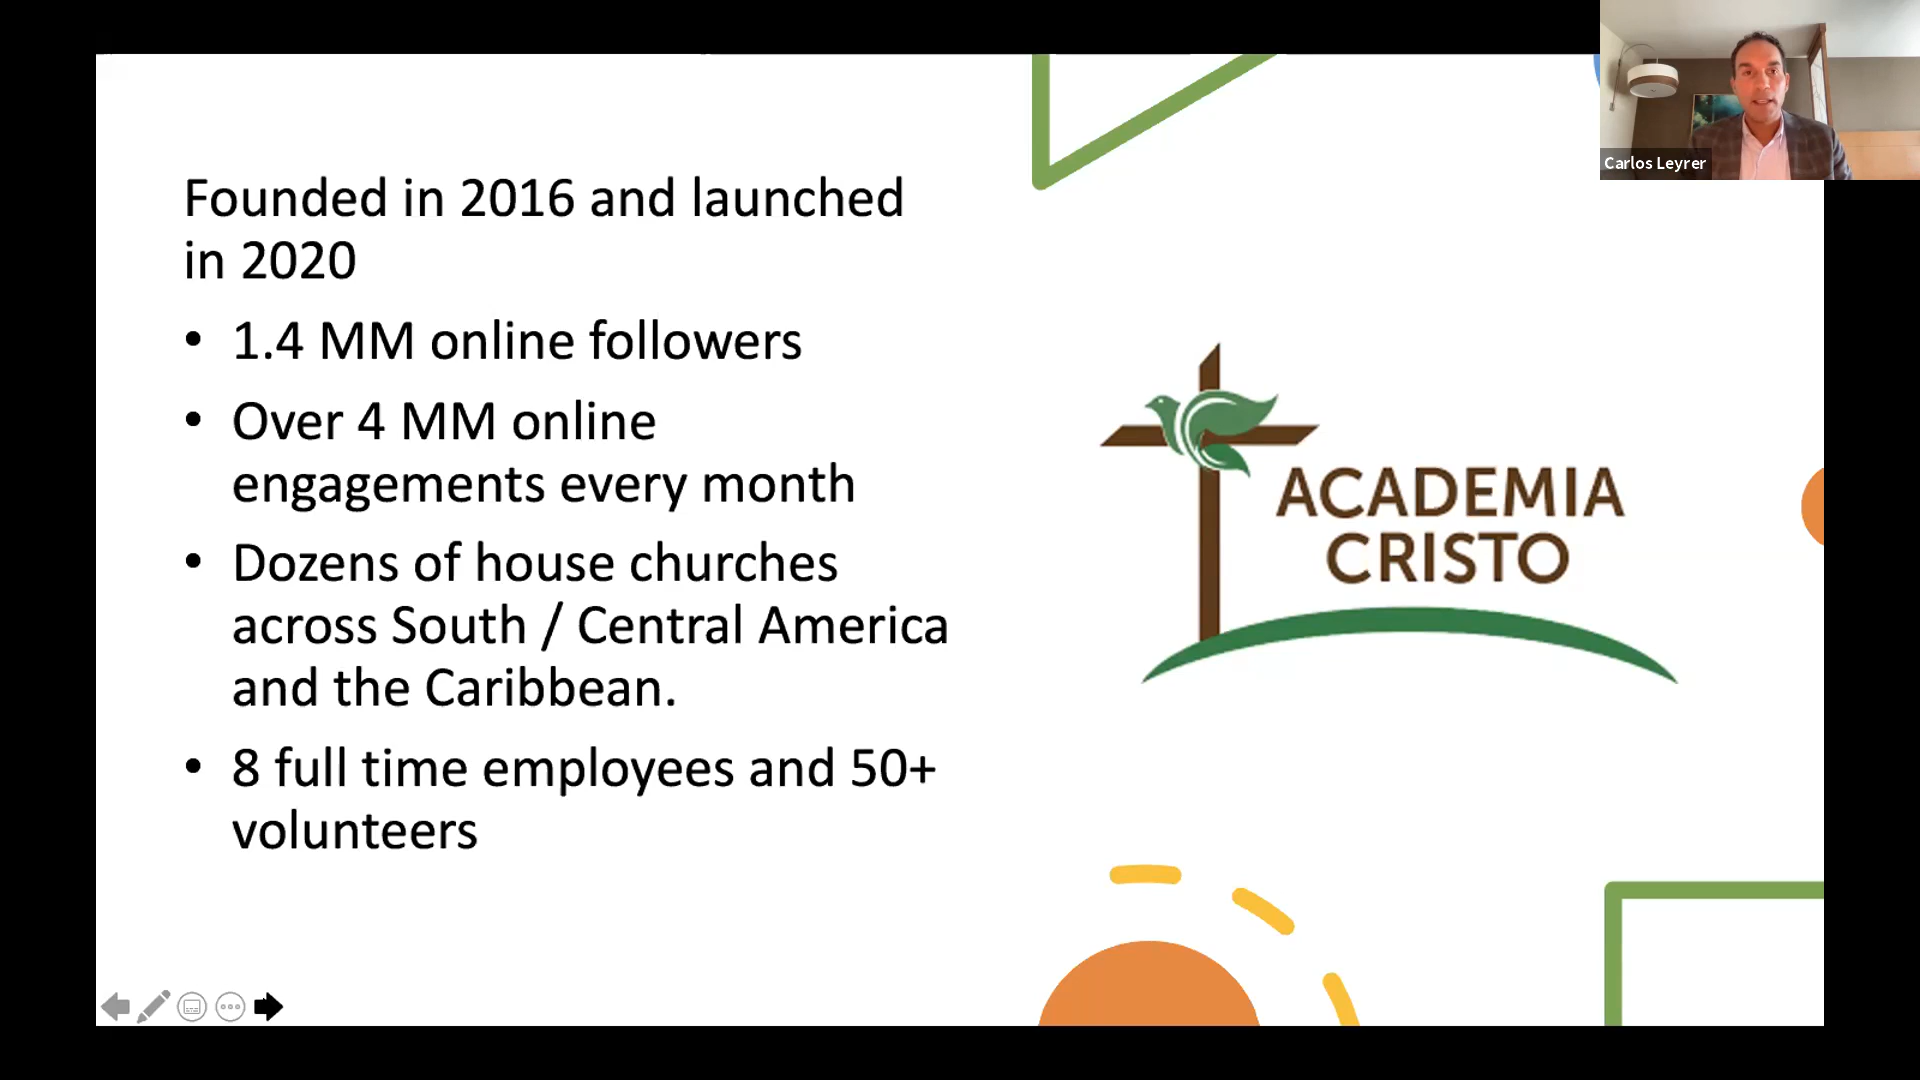 Founded in 2016 and launched
in 2020
• 1.4 MM online followers
• Over 4 MM online
engagements every month
• Dozens of house churches
across South / Central America
and the Caribbean.
• 8 full time employees and 50+
volunteers
ACADEMIA
CRISTO
Carlos Leyrer